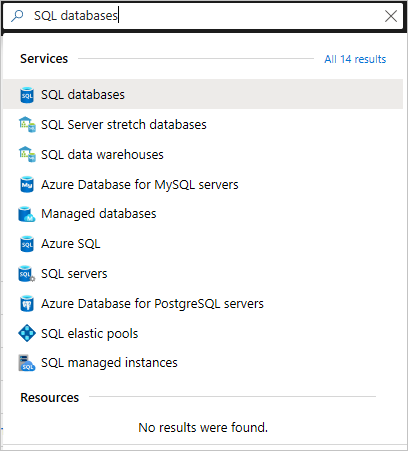 SQL databases
Services All 14 results
SQL databases
SQL Server stretch databases
SQL data warehouses
Azure Database for MySQL servers
Managed databases
Azure SQL
SQL servers
Azure Database for PostgreSQL servers
SQL elastic pools
SQL managed instances
Resources
No results were found.